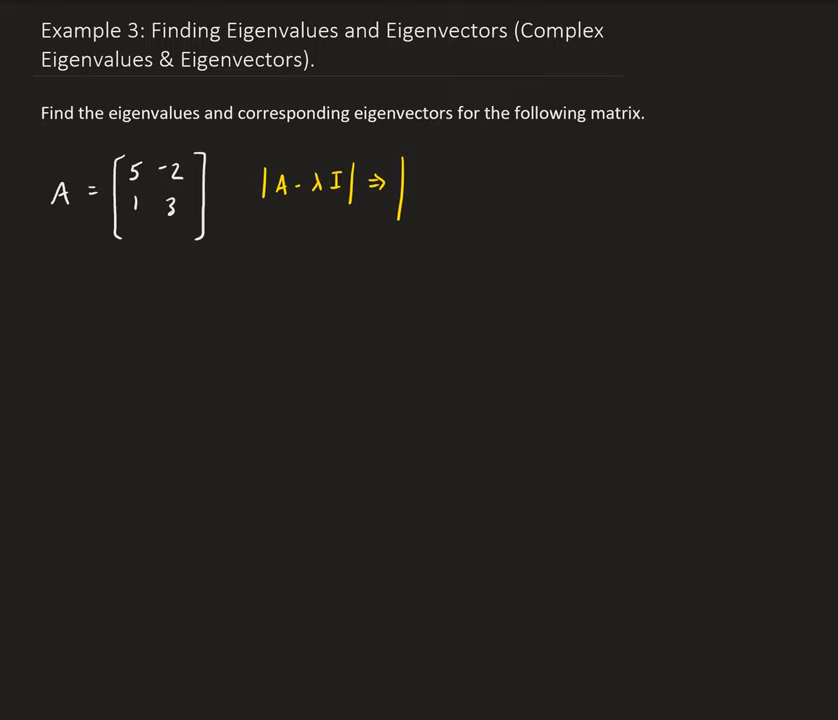 Example 3: Finding Eigenvalues and Eigenvectors (Complex
Eigenvalues & Eigenvectors).
Find the eigenvalues and corresponding eigenvectors for the following matrix.
A = [5 -2
1 3]
|A - λI| ⇒ |